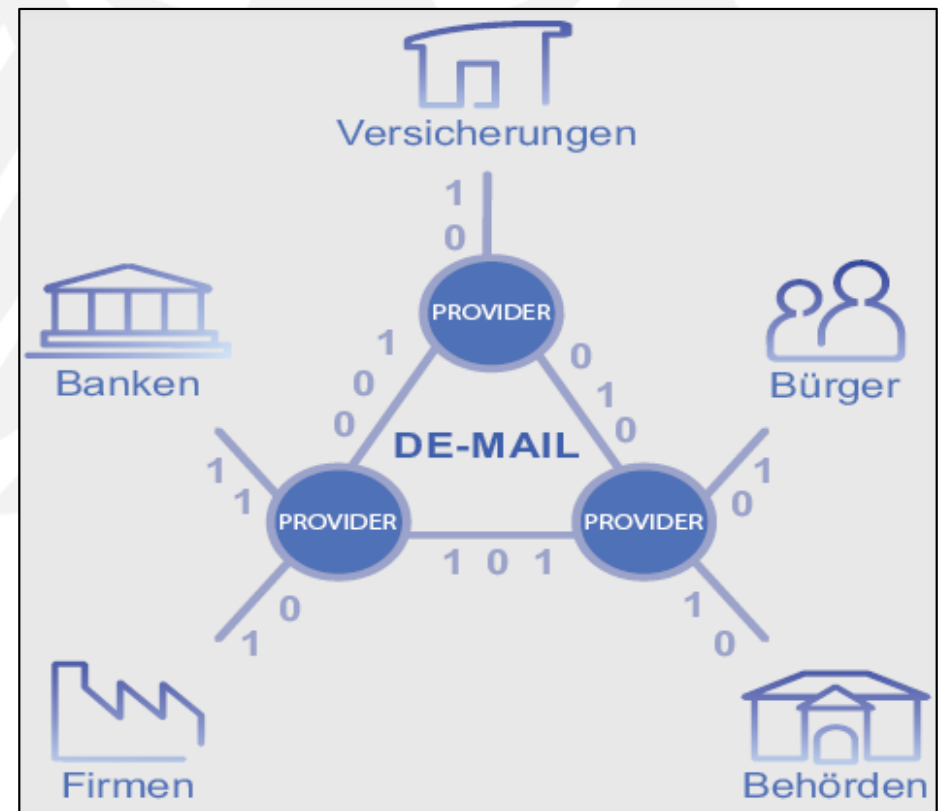 Versicherungen
1
0
PROVIDER
Banken
Bürger
1
0
0
0
1
0
DE-MAIL
1
1
1
0
PROVIDER
PROVIDER
1 0 1
0
1
1
0
Firmen
Behörden